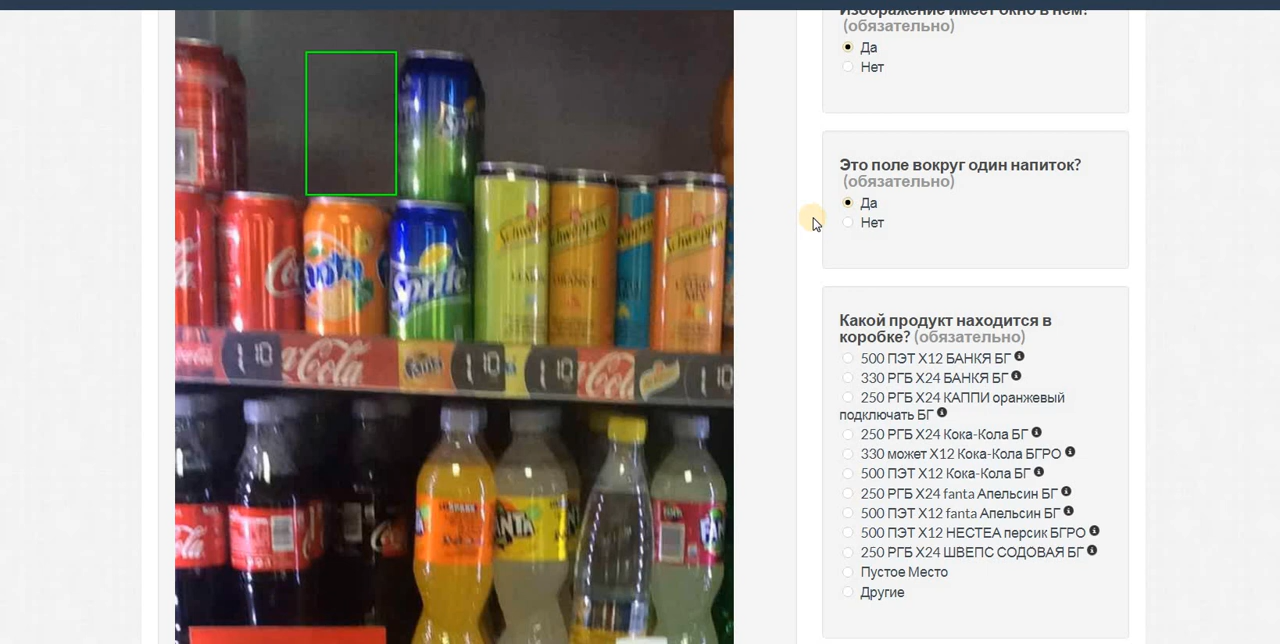 Изображение имеет окно в нем?
(обязательно)
Да
Нет
Это поле вокруг один напиток?
(обязательно)
Да
Нет
Какой продукт находится в
коробке? (обязательно)
500 ПЭТ X12 БАНКЯ БГ
330 РГБ X24 БАНКЯ БГ
250 РГБ X24 КАППИ оранжевый
подключать БГ
250 РГБ X24 Кока-Кола БГ
330 может X12 Кока-Кола БГРО
500 ПЭТ X12 Кока-Кола БГ
250 РГБ X24 fanta Апельсин БГ
500 ПЭТ X12 fanta Апельсин БГ
500 ПЭТ X12 НЕСТЕА персик БГРО
250 РГБ X24 ШВЕПС СОДОВАЯ БГ
Пустое Место
Другие
Fanta
Sprite
Schweppes
Schweppes
ORANGE
Schweppes
Coca-Cola
1 10
1 10
1 10
1 10
FANTA